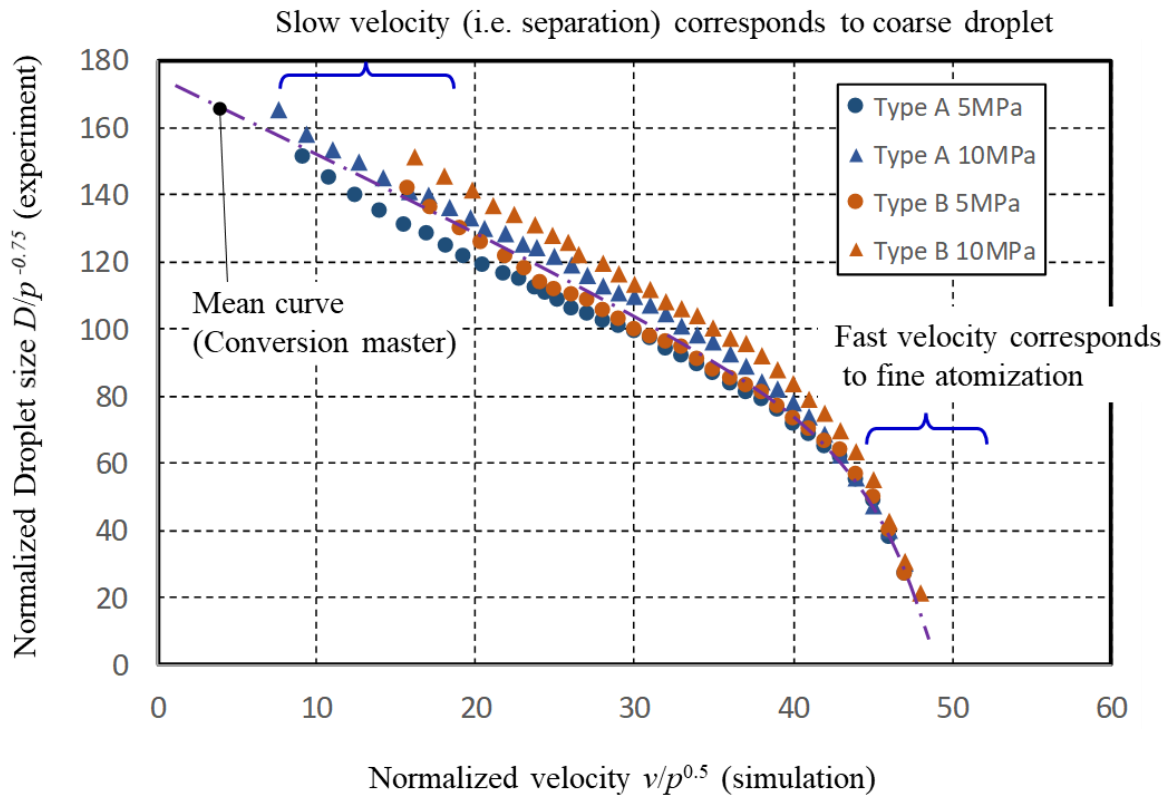 Slow velocity (i.e. separation) corresponds to coarse droplet
Normalized Droplet size D/p ^-0.75 (experiment)
180
160
140
120
100
80
60
40
20
0
Type A 5MPa
Type A 10MPa
Type B 5MPa
Type B 10MPa
Mean curve
(Conversion master)
Fast velocity corresponds
to fine atomization
0 10 20 30 40 50 60
Normalized velocity v/p^0.5 (simulation)